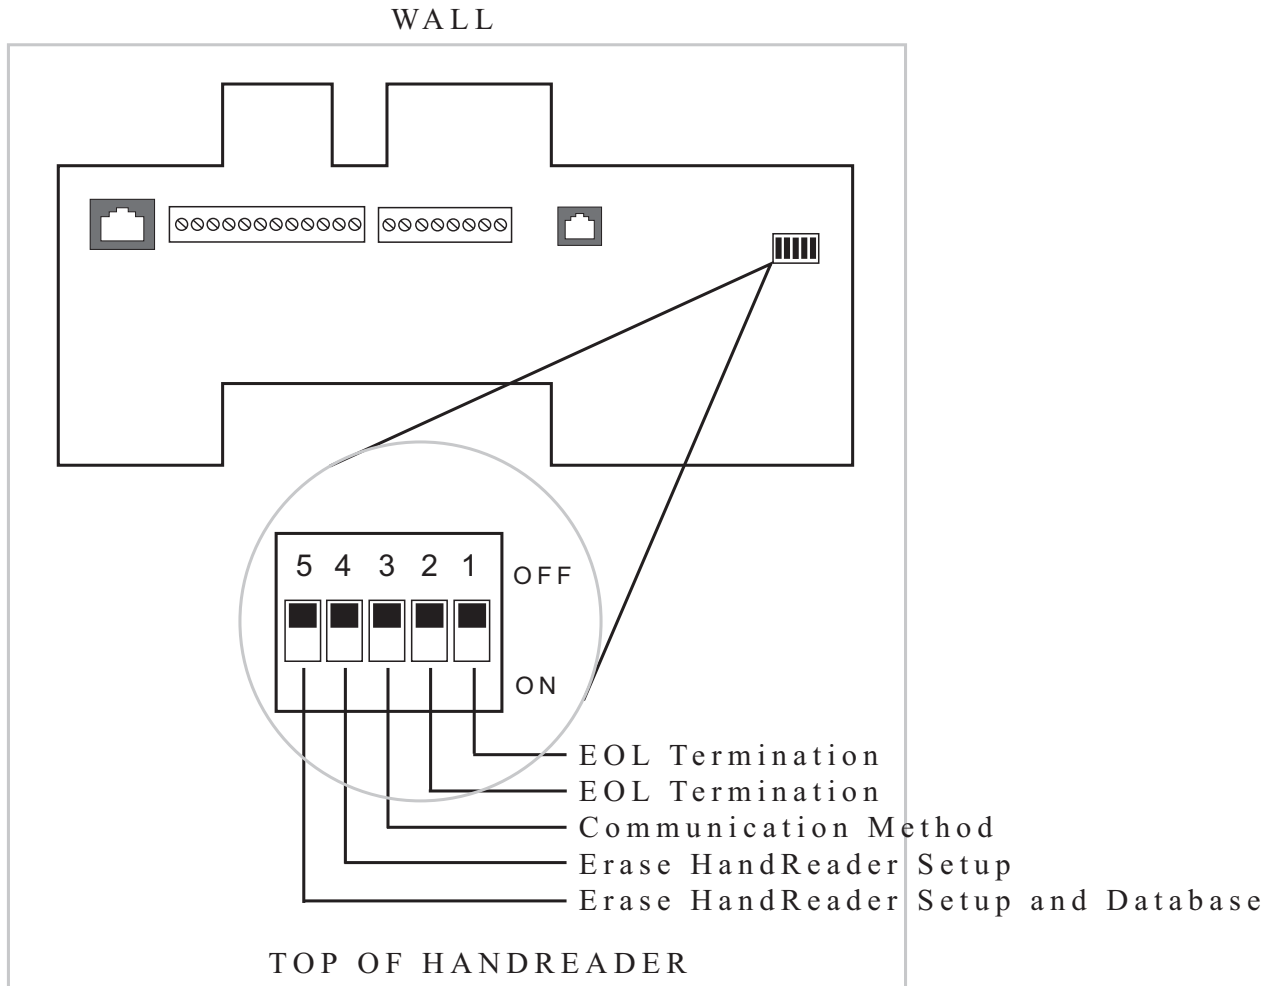 WALL
5 4 3 2 1
OFF
ON
EOL Termination
EOL Termination
Communication Method
Erase HandReader Setup
Erase HandReader Setup and Database
TOP OF HANDREADER